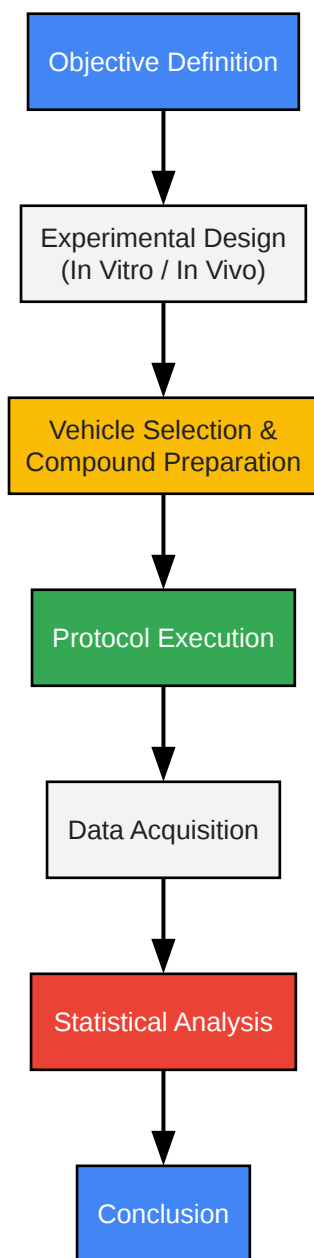 Objective Definition
Experimental Design
(In Vitro / In Vivo)
Vehicle Selection &
Compound Preparation
Protocol Execution
Data Acquisition
Statistical Analysis
Conclusion